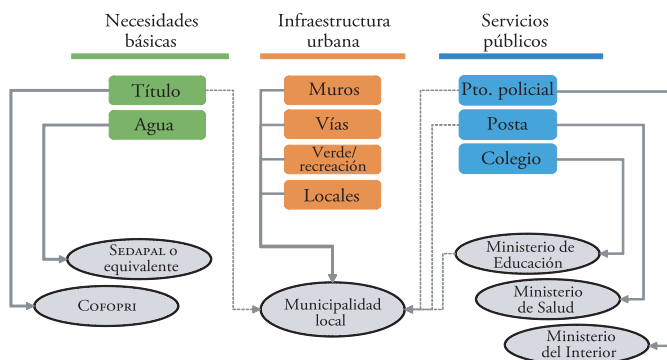 Necesidades
básicas
Infraestructura
urbana
Servicios
públicos
Título
Agua
Muros
Vías
Verde/
recreación
Locales
Pto. policial
Posta
Colegio
SEDAPAL o
equivalente
COFOPRI
Municipalidad
local
Ministerio de
Educación
Ministerio
de Salud
Ministerio
del Interior